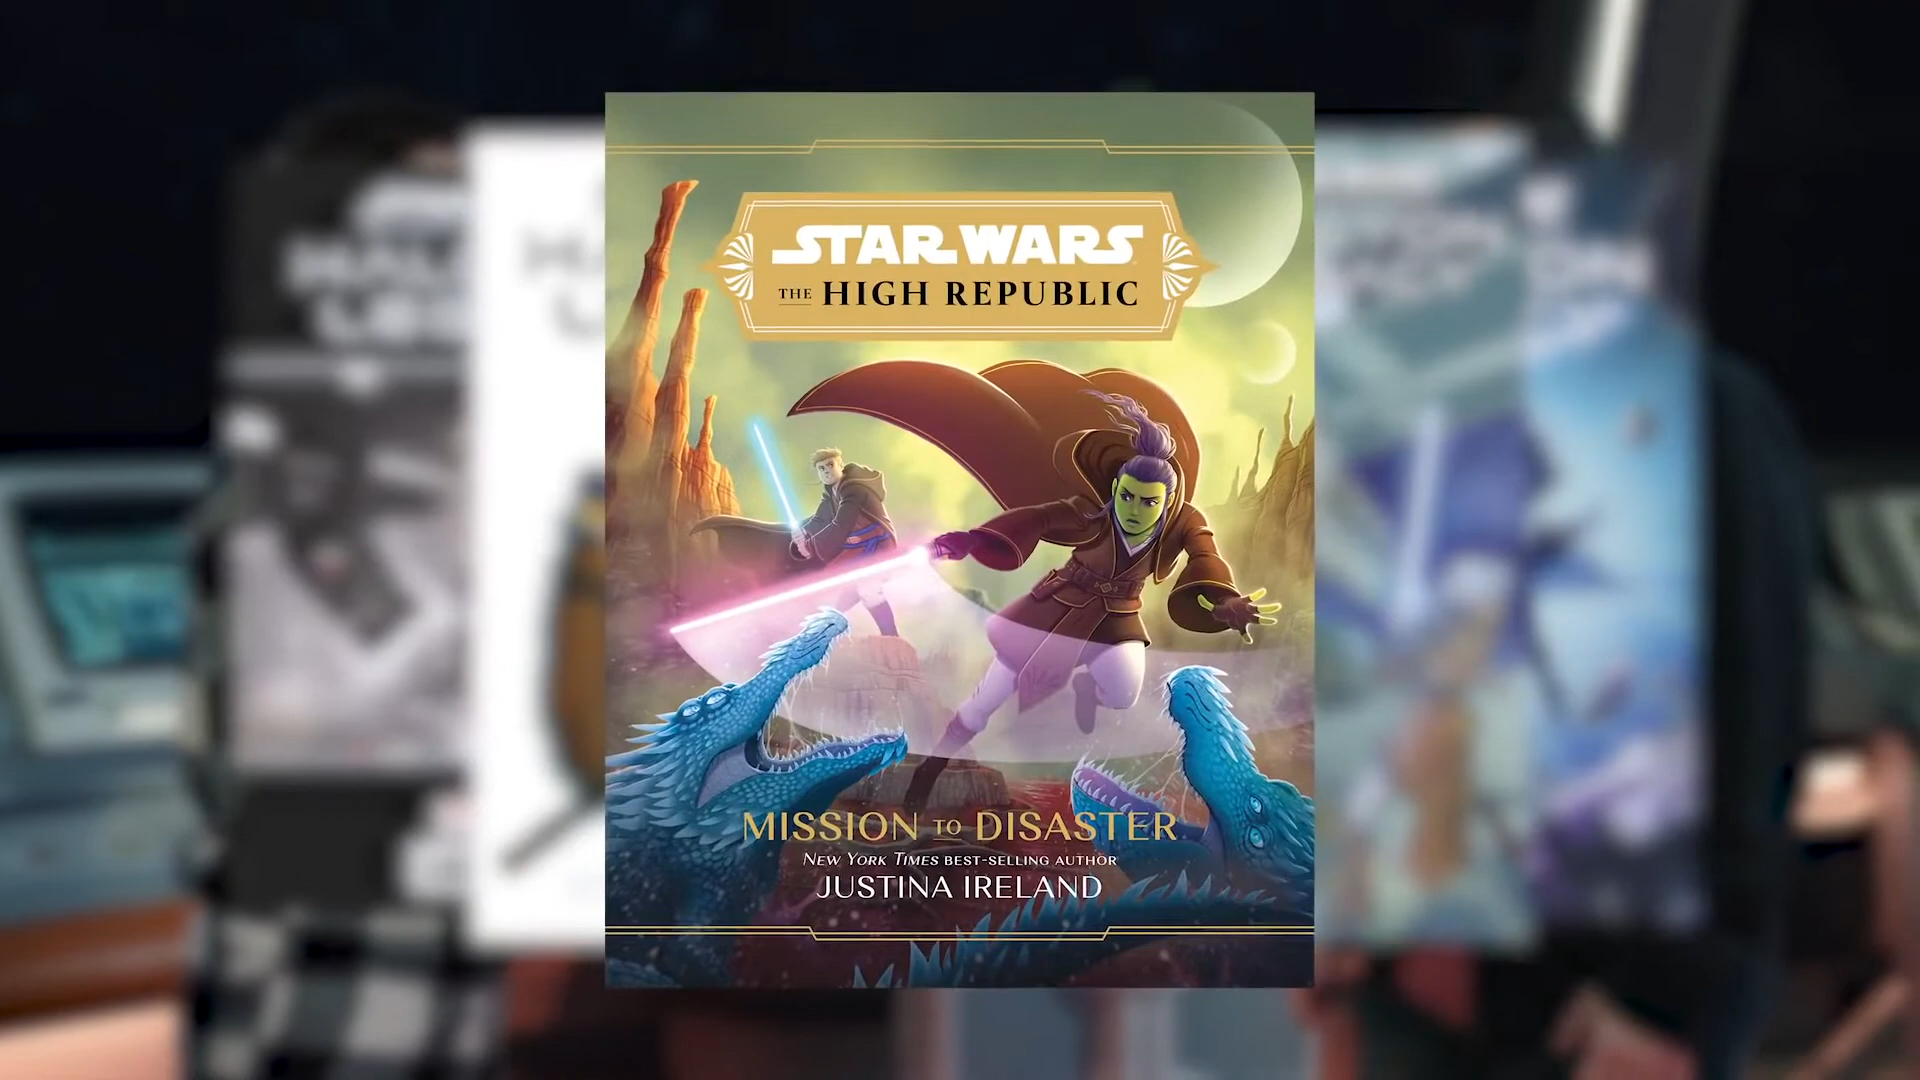 STAR WARS
THE HIGH REPUBLIC
MISSION TO DISASTER
NEW YORK TIMES BEST-SELLING AUTHOR
JUSTINA IRELAND